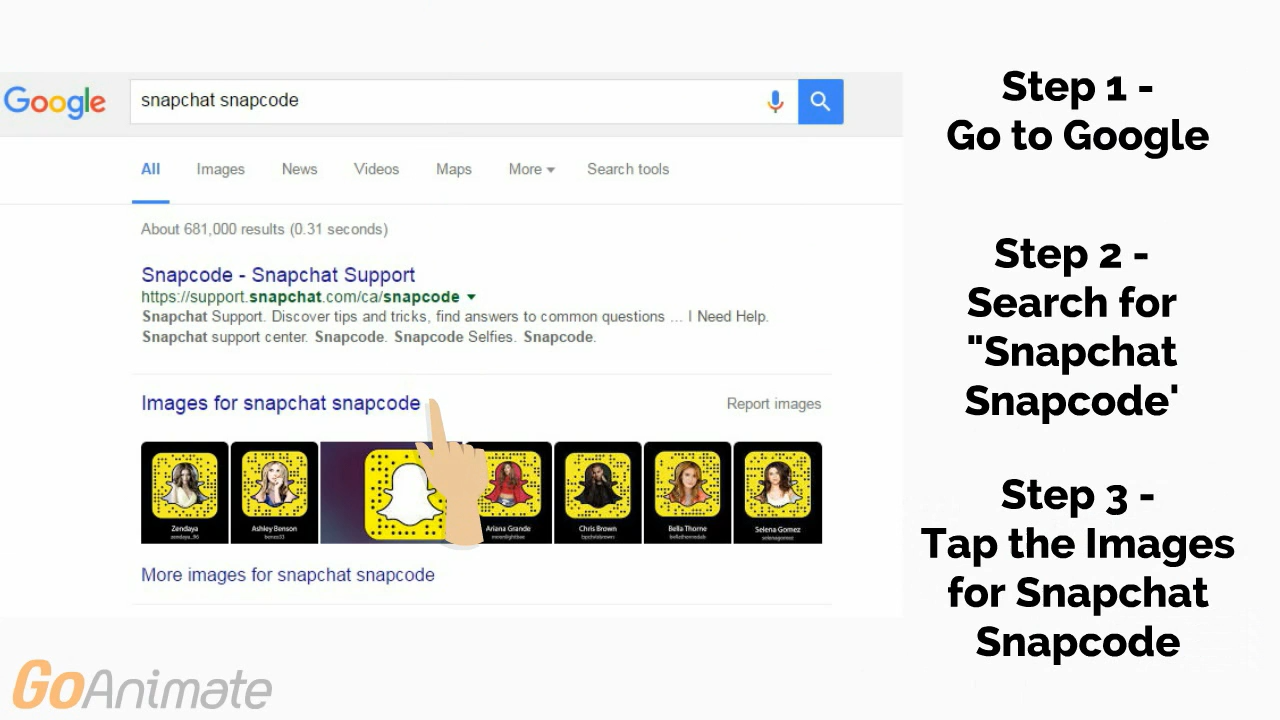 Google
snapchat snapcode
All Images News Videos Maps More Search tools
About 681,000 results (0.31 seconds)
Snapcode - Snapchat Support
https://support.snapchat.com/ca/snapcode
Snapchat Support. Discover tips and tricks, find answers to common questions ... I Need Help.
Snapchat support center. Snapcode. Snapcode Selfies. Snapcode.
Images for snapchat snapcode
Report images
Zendaya
Ashley Benson
Ariana Grande
Chris Brown
Bella Thorne
Selena Gomez
More images for snapchat snapcode
Step 1 -
Go to Google
Step 2 -
Search for
"Snapchat
Snapcode'
Step 3 -
Tap the Images
for Snapchat
Snapcode
GoAnimate